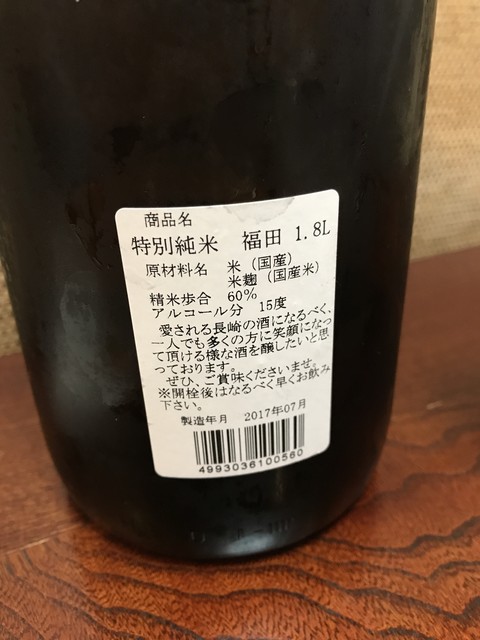 商品名
特別純米　福田 1.8L
原材料名　米（国産）
米麹（国産米）
精米歩合　60％
アルコール分　15度
愛される長崎の酒になるべく、
一人でも多くの方に笑顔になっ
て頂ける様な酒を醸したいと思
っております。
ぜひ、ご賞味くださいませ。
※開栓後はなるべく早くお飲み
下さい。
製造年月　2017年07月
4993036100560